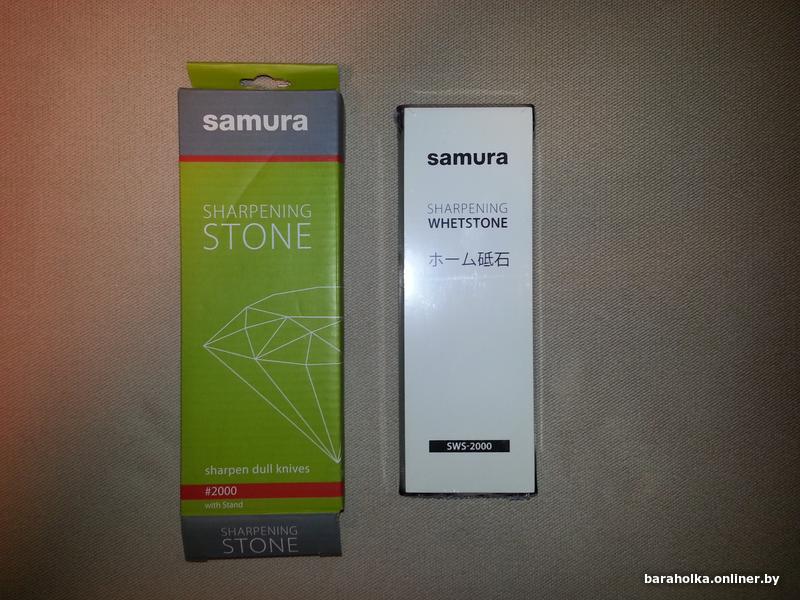 samura
SHARPENING
STONE
sharpen dull knives
#2000
with Stand
SHARPENING
STONE
samura
SHARPENING
WHETSTONE
ホーム砥石
SWS-2000
baraholka.onliner.by